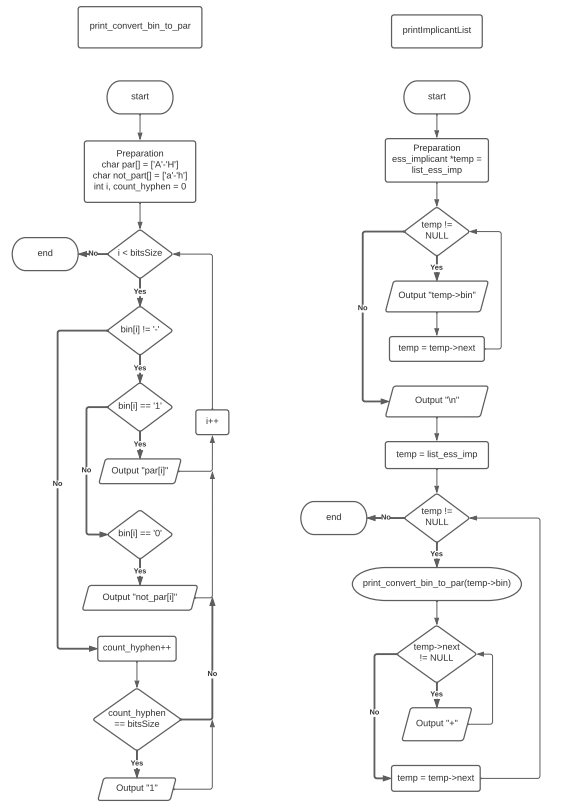 print_convert_bin_to_par
start
Preparation
char par[] = ['A'-'H']
char not_part[] = ['a'-'h']
int i, count_hyphen = 0
end
No
i < bitsSize
Yes
bin[i] != '-'
Yes
bin[i] == '1'
i++
Yes
No
Output "par[i]"
No
bin[i] == '0'
Yes
Output "not_par[i]"
count_hyphen++
No
count_hyphen
== bitsSize
Yes
Output "1"
printImplicantList
start
Preparation
ess_implicant *temp =
list_ess_imp
temp !=
NULL
Yes
Output "temp->bin"
No
temp = temp->next
Output "\n"
temp = list_ess_imp
end
No
temp !=
NULL
Yes
print_convert_bin_to_par(temp->bin)
temp->next
!= NULL
Yes
No
Output "+"
temp = temp->next